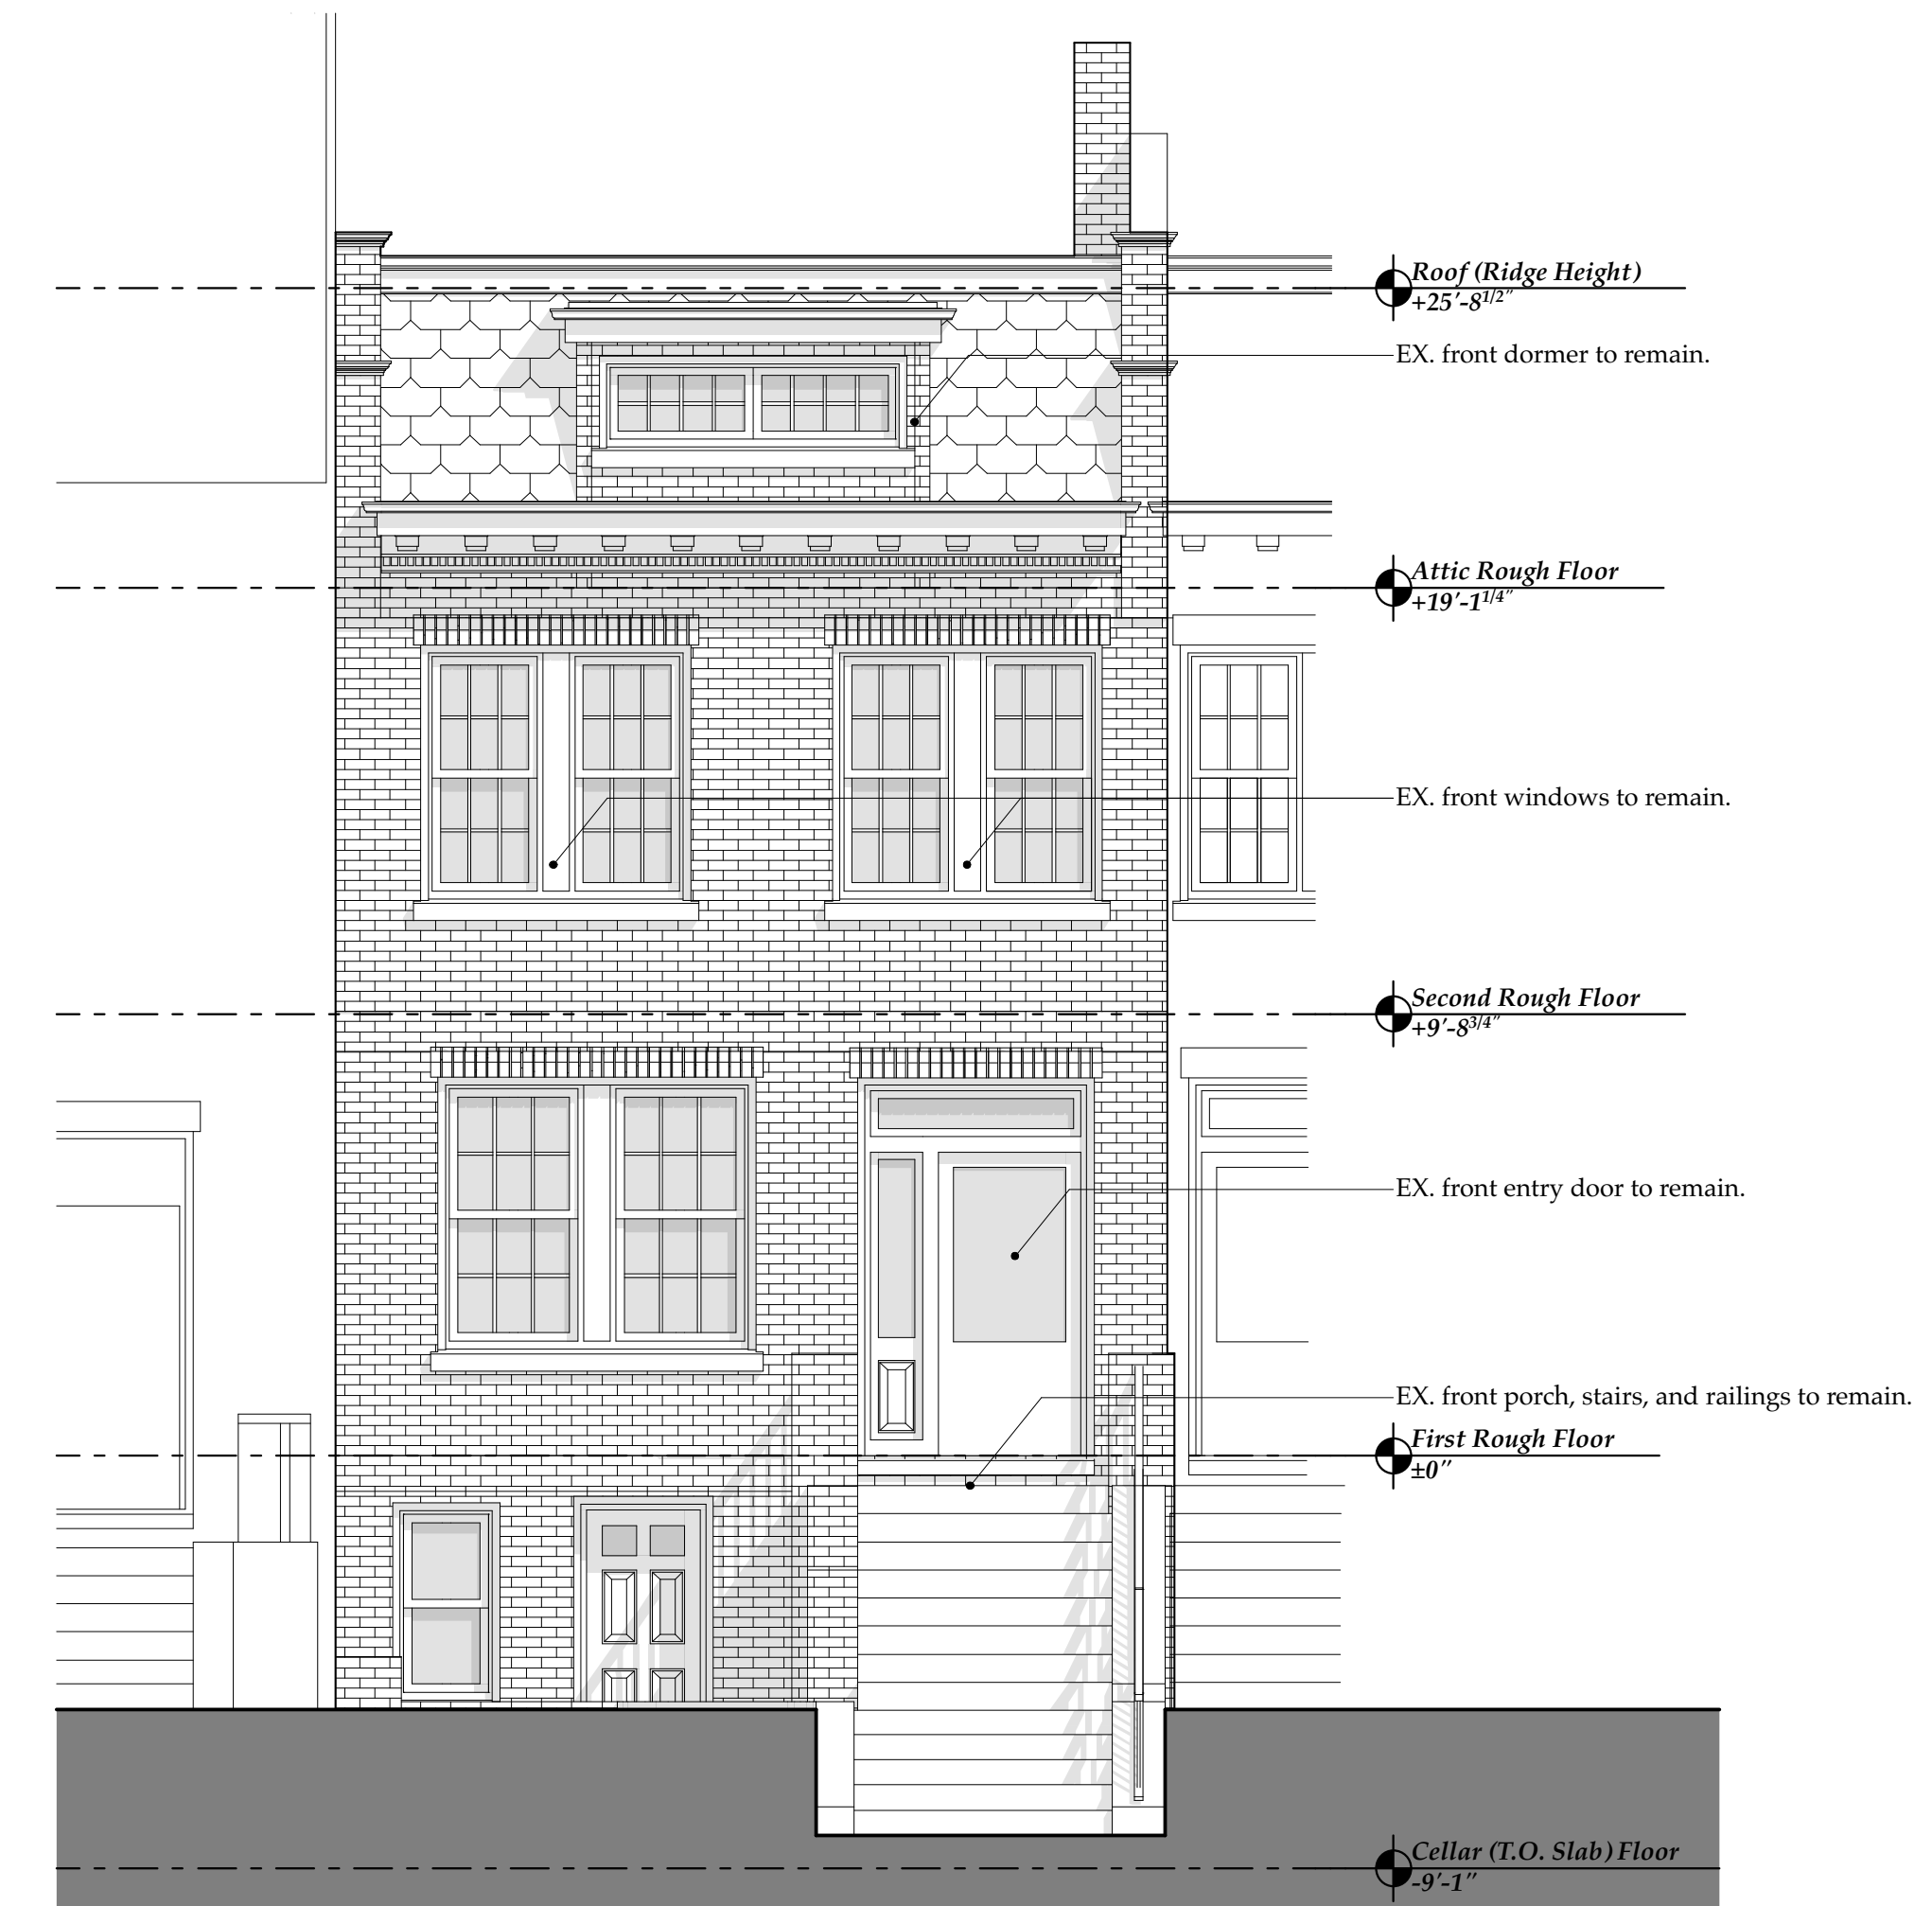 Roof (Ridge Height)
+25'-8 1/2"
EX. front dormer to remain.
Attic Rough Floor
+19'-1 1/4"
EX. front windows to remain.
Second Rough Floor
+9'-8 3/4"
EX. front entry door to remain.
EX. front porch, stairs, and railings to remain.
First Rough Floor
±0"
Cellar (T.O. Slab) Floor
-9'-1"